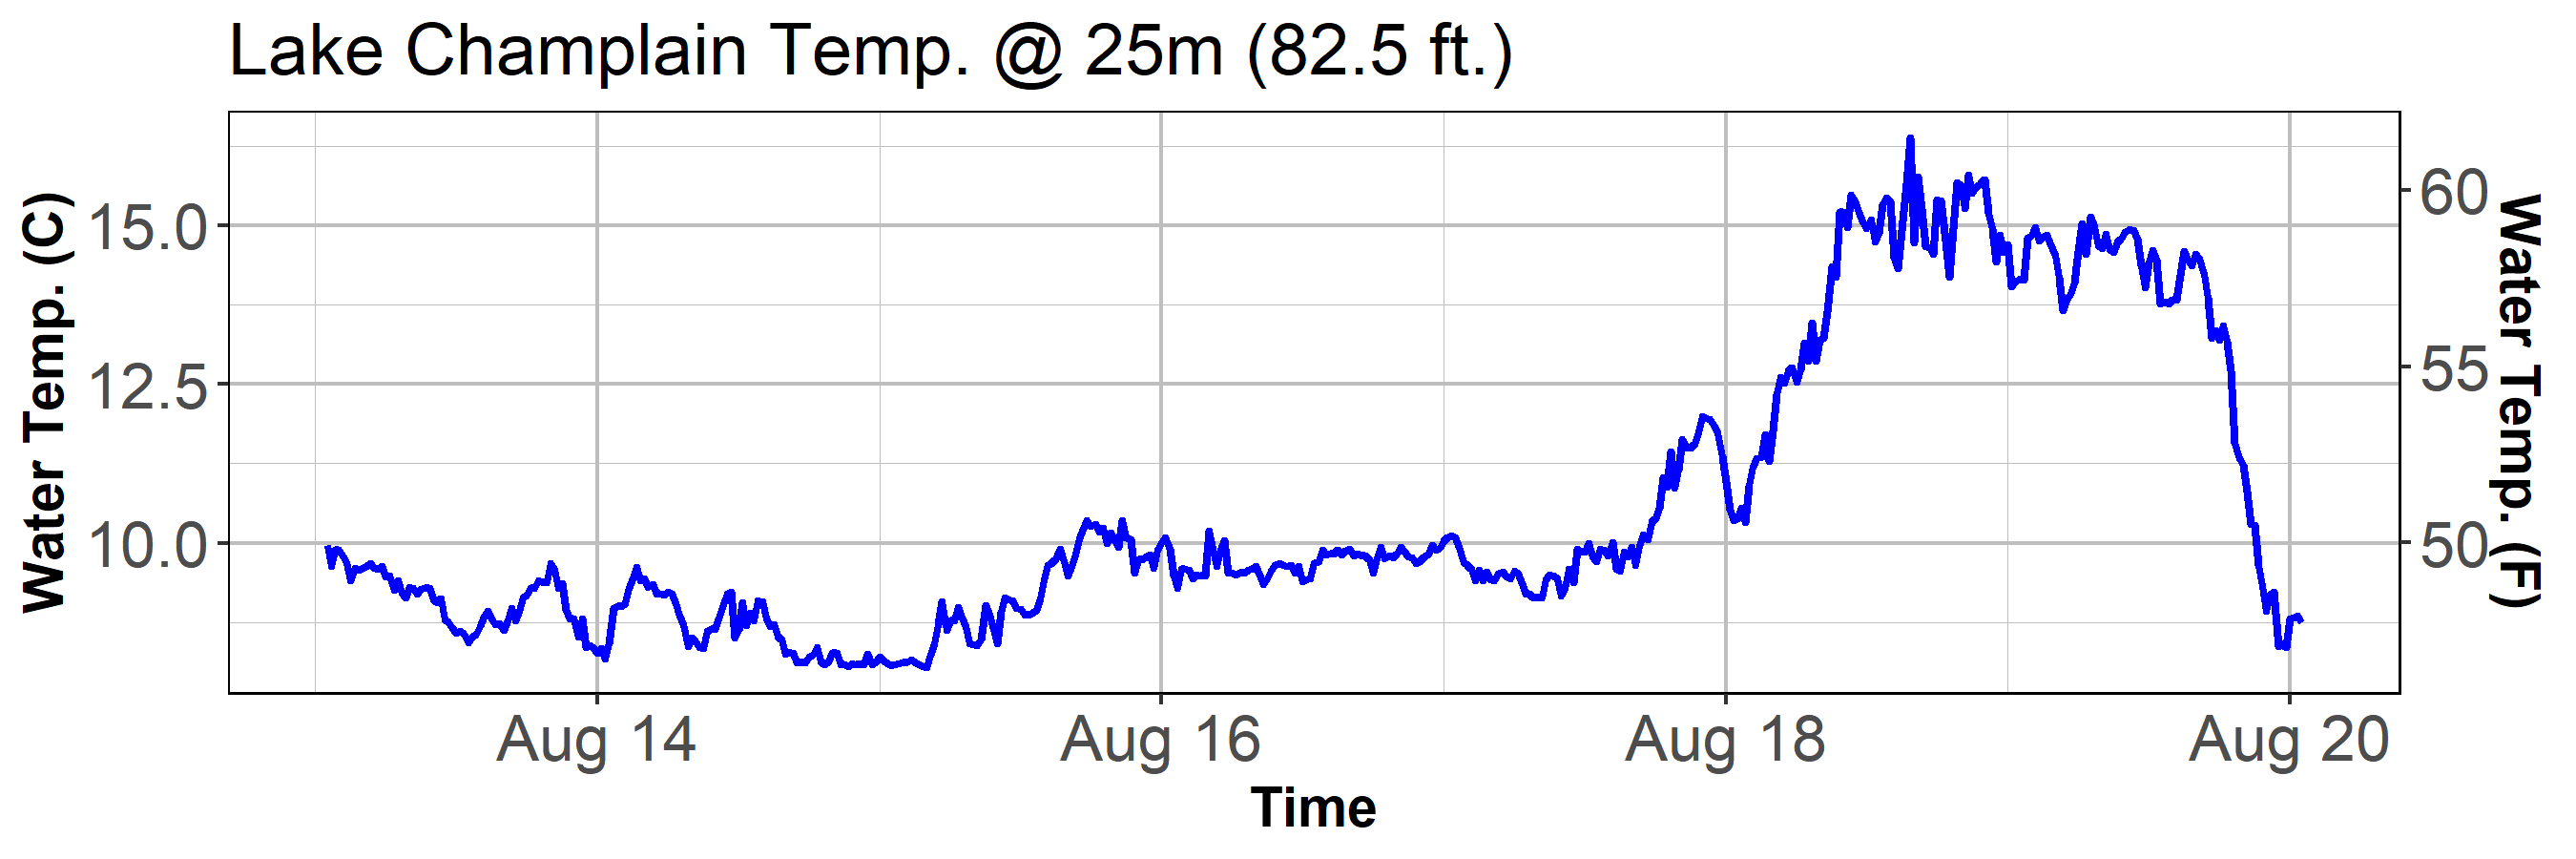 Lake Champlain Temp. @ 25m (82.5 ft.)
Water Temp. (C)
15.0
12.5
10.0
60
55
50
Water Temp. (F)
Aug 14
Aug 16
Aug 18
Aug 20
Time